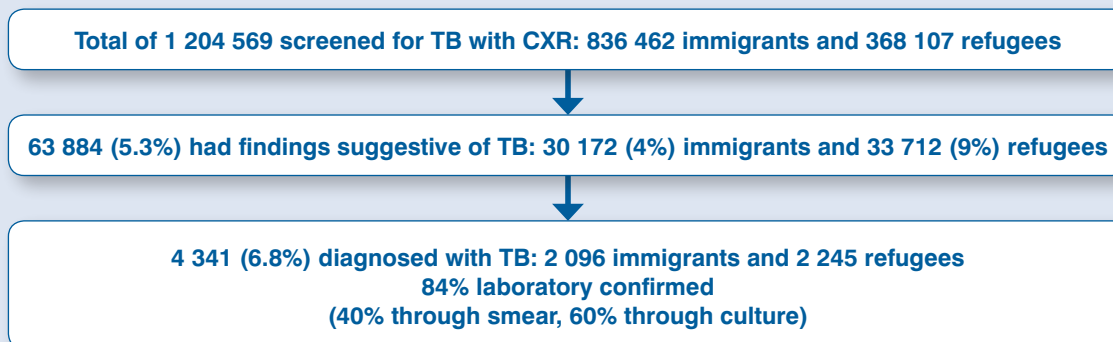 Total of 1 204 569 screened for TB with CXR: 836 462 immigrants and 368 107 refugees
63 884 (5.3%) had findings suggestive of TB: 30 172 (4%) immigrants and 33 712 (9%) refugees
4 341 (6.8%) diagnosed with TB: 2 096 immigrants and 2 245 refugees
84% laboratory confirmed
(40% through smear, 60% through culture)